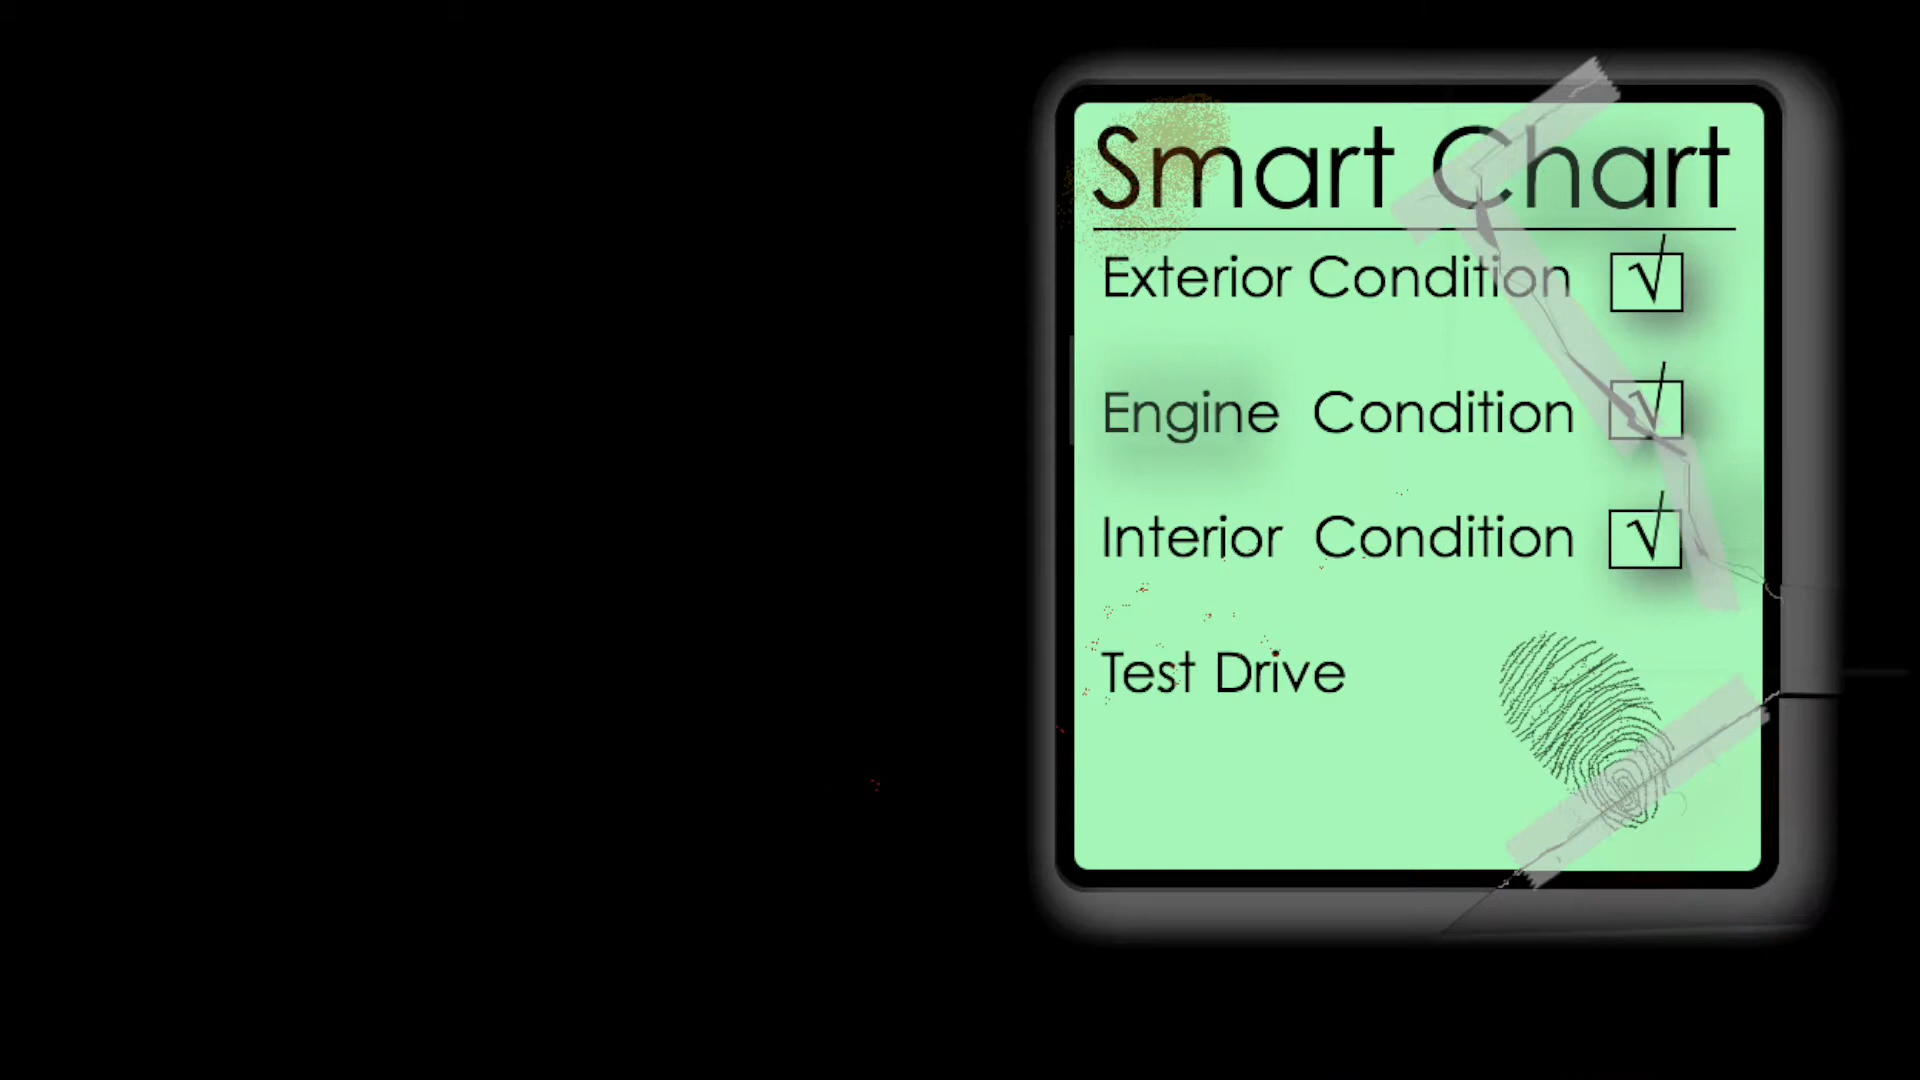 Smart Chart
Exterior Condition √
Engine Condition √
Interior Condition √
Test Drive